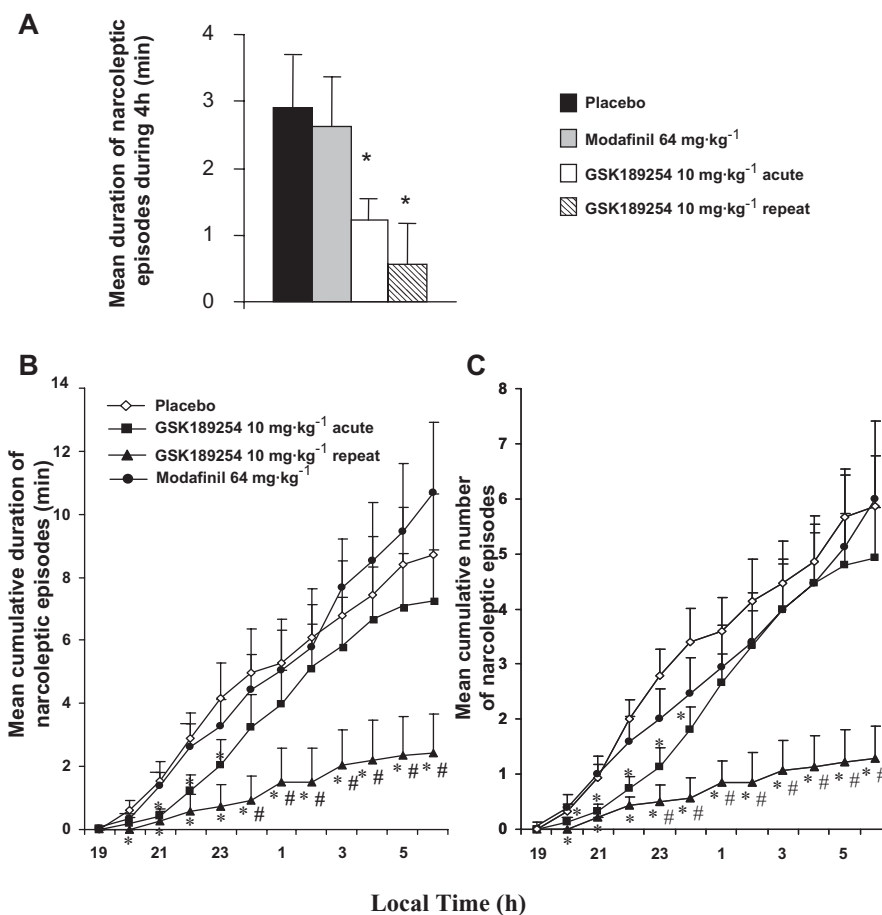 A
Mean duration of narcoleptic
episodes during 4h (min)
4
3
2
1
0
*
*
Placebo
Modafinil 64 mg·kg⁻¹
GSK189254 10 mg·kg⁻¹ acute
GSK189254 10 mg·kg⁻¹ repeat
B
Mean cumulative duration of
narcoleptic episodes (min)
14
12
10
8
6
4
2
0
Placebo
GSK189254 10 mg·kg⁻¹ acute
GSK189254 10 mg·kg⁻¹ repeat
Modafinil 64 mg·kg⁻¹
* * * *
* * * * * # * # * # * # * # * # * #
19 21 23 1 3 5
C
Mean cumulative number
of narcoleptic episodes
8
7
6
5
4
3
2
1
0
* * * * *
* * * * # * # * # * # * # * # * # * #
19 21 23 1 3 5
Local Time (h)